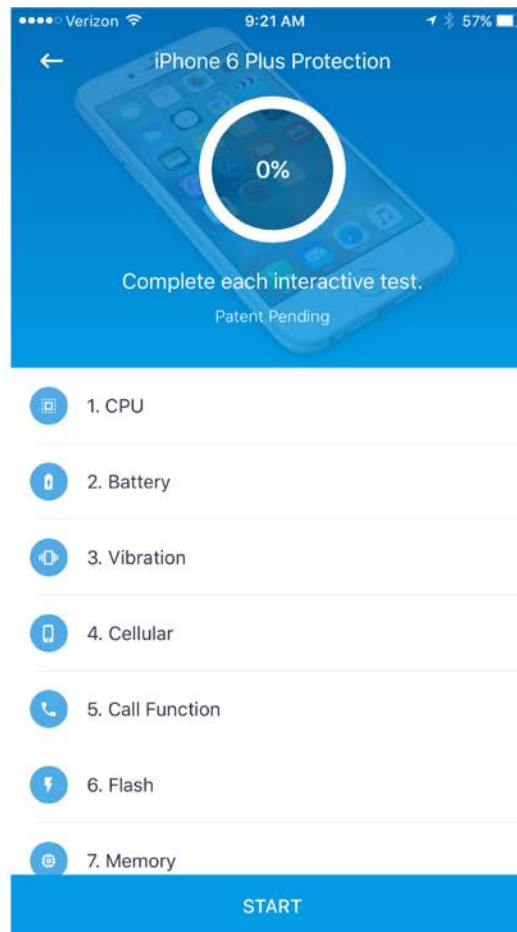 Verizon 9:21 AM 57%
iPhone 6 Plus Protection
0%
Complete each interactive test.
Patent Pending
1. CPU
2. Battery
3. Vibration
4. Cellular
5. Call Function
6. Flash
7. Memory
START